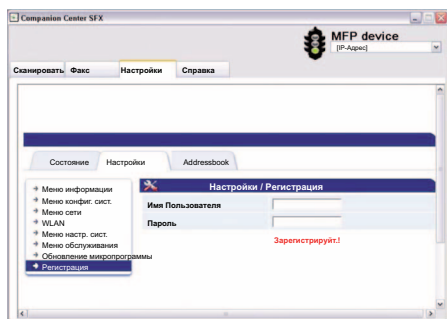 Companion Center SFX
MFP device
[IP-Адрес]
Сканировать Факс Настройки Справка
Состояние Настройки Addressbook
Меню информации
Меню конфиг. сист.
Меню сети
WLAN
Меню настр. сист.
Меню обслуживания
Обновление микропрограммы
Регистрация
Настройки / Регистрация
Имя Пользователя
Пароль
Зарегистрируйт.!